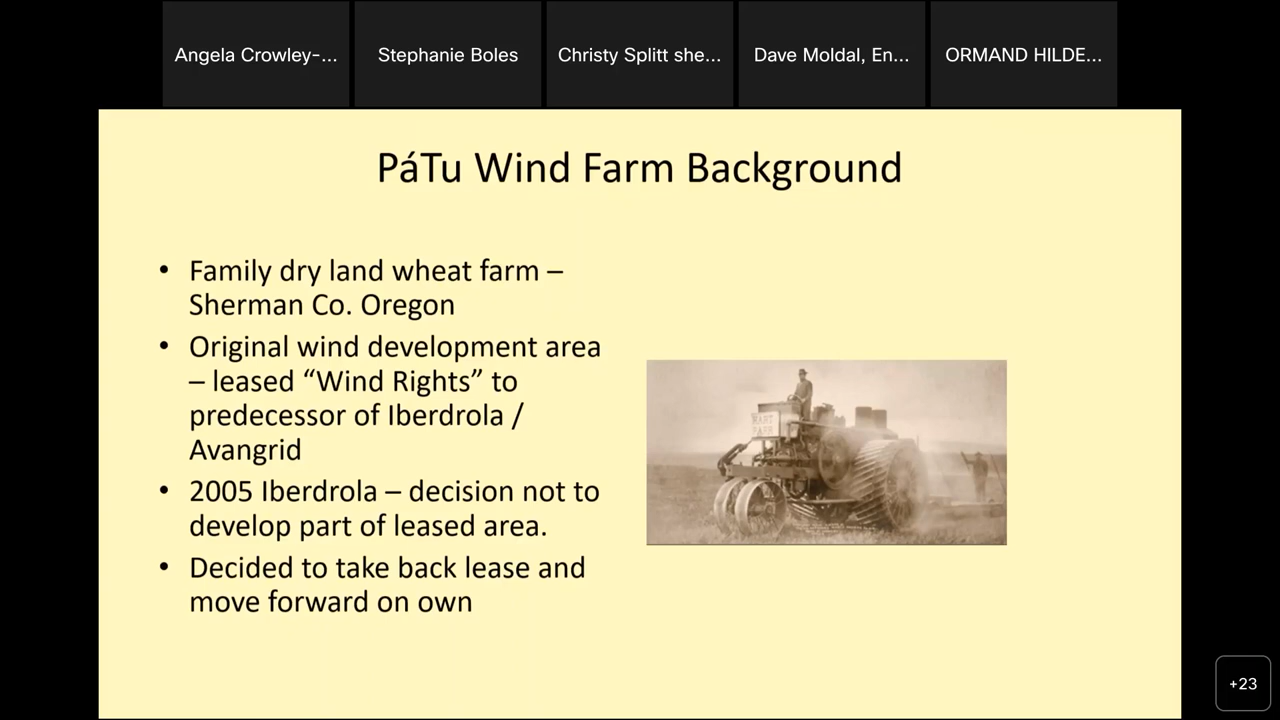 Angela Crowley-...
Stephanie Boles
Christy Splitt she...
Dave Moldal, En...
ORMAND HILDE...
PáTu Wind Farm Background
• Family dry land wheat farm –
Sherman Co. Oregon
• Original wind development area
– leased “Wind Rights” to
predecessor of Iberdrola /
Avangrid
• 2005 Iberdrola – decision not to
develop part of leased area.
• Decided to take back lease and
move forward on own
HART
PARR
+23